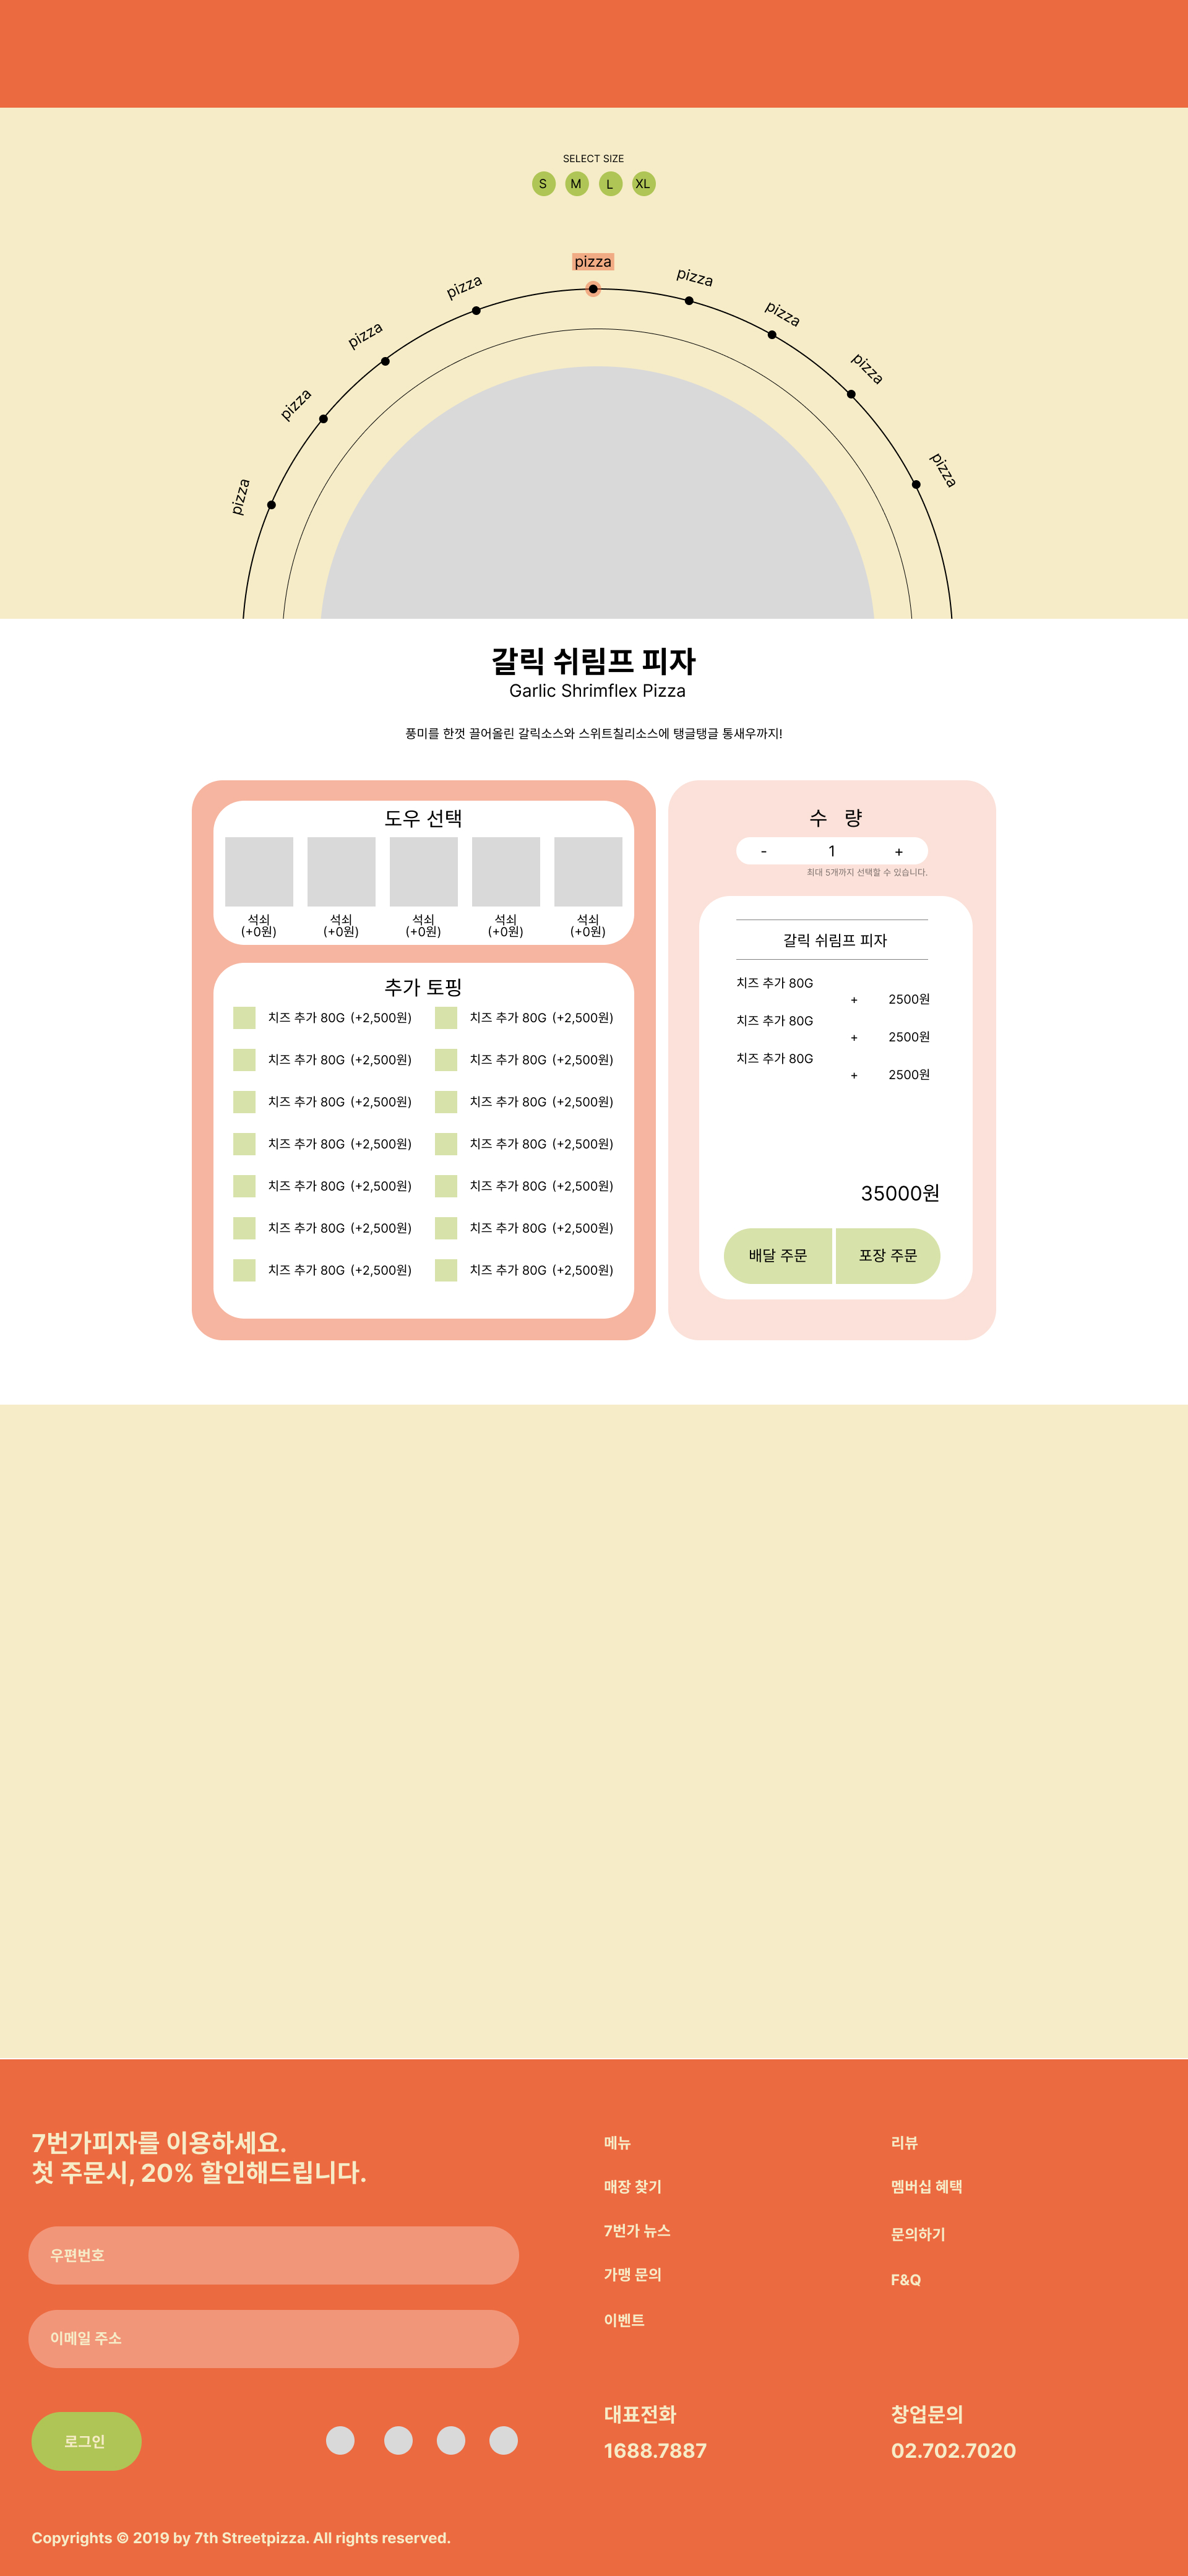 SELECT SIZE
S M L XL
pizza
pizza
pizza
pizza
pizza
pizza
pizza
pizza
pizza
갈릭 쉬림프 피자
Garlic Shrimflex Pizza
풍미를 한껏 끌어올린 갈릭소스와 스위트칠리소스에 탱글탱글 통새우까지!
도우 선택
석쇠 석쇠 석쇠 석쇠 석쇠
(+0원) (+0원) (+0원) (+0원) (+0원)
추가 토핑
치즈 추가 80G (+2,500원) 치즈 추가 80G (+2,500원)
치즈 추가 80G (+2,500원) 치즈 추가 80G (+2,500원)
치즈 추가 80G (+2,500원) 치즈 추가 80G (+2,500원)
치즈 추가 80G (+2,500원) 치즈 추가 80G (+2,500원)
치즈 추가 80G (+2,500원) 치즈 추가 80G (+2,500원)
치즈 추가 80G (+2,500원) 치즈 추가 80G (+2,500원)
치즈 추가 80G (+2,500원) 치즈 추가 80G (+2,500원)
수 량
- 1 +
최대 5개까지 선택할 수 있습니다.
갈릭 쉬림프 피자
치즈 추가 80G
+ 2500원
치즈 추가 80G
+ 2500원
치즈 추가 80G
+ 2500원
35000원
배달 주문 포장 주문
7번가피자를 이용하세요.
첫 주문시, 20% 할인해드립니다.
우편번호
이메일 주소
로그인
메뉴
매장 찾기
7번가 뉴스
가맹 문의
이벤트
리뷰
멤버십 혜택
문의하기
F&Q
대표전화
1688.7887
창업문의
02.702.7020
Copyrights © 2019 by 7th Streetpizza. All rights reserved.